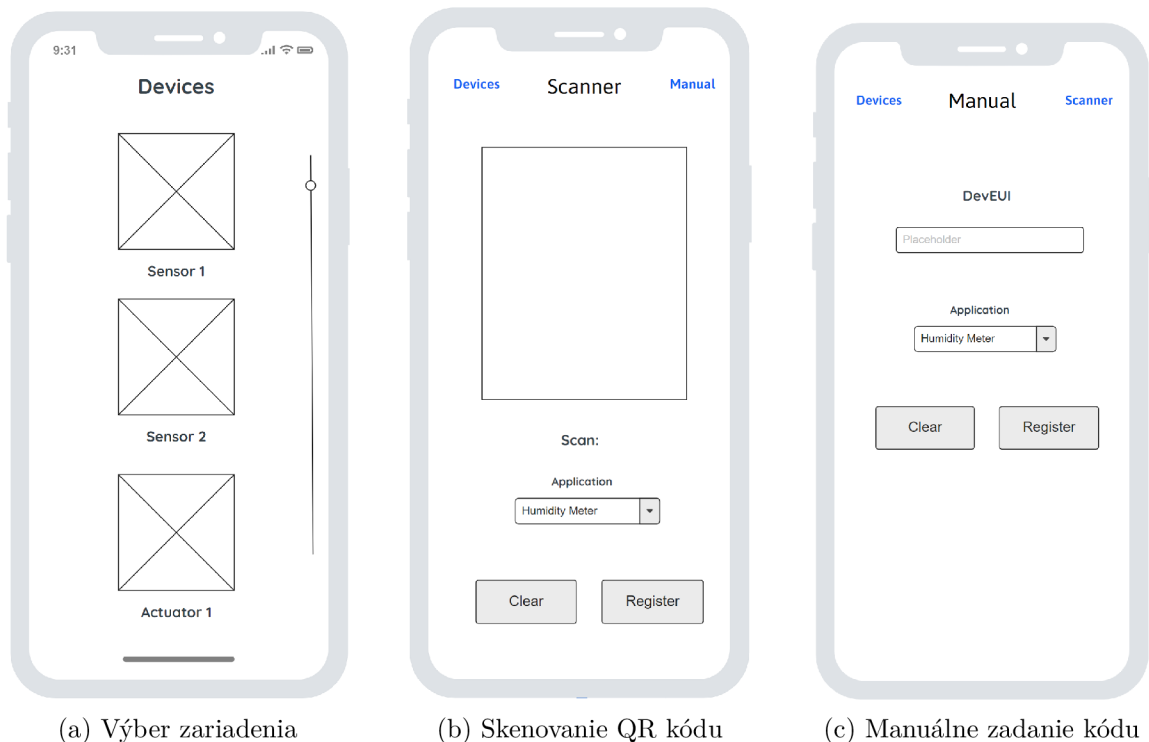 9:31
Devices
Sensor 1
Sensor 2
Actuator 1
(a) Výber zariadenia
Devices Scanner Manual
Scan:
Application
Humidity Meter
Clear Register
(b) Skenovanie QR kódu
Devices Manual Scanner
DevEUI
Placeholder
Application
Humidity Meter
Clear Register
(c) Manuálne zadanie kódu